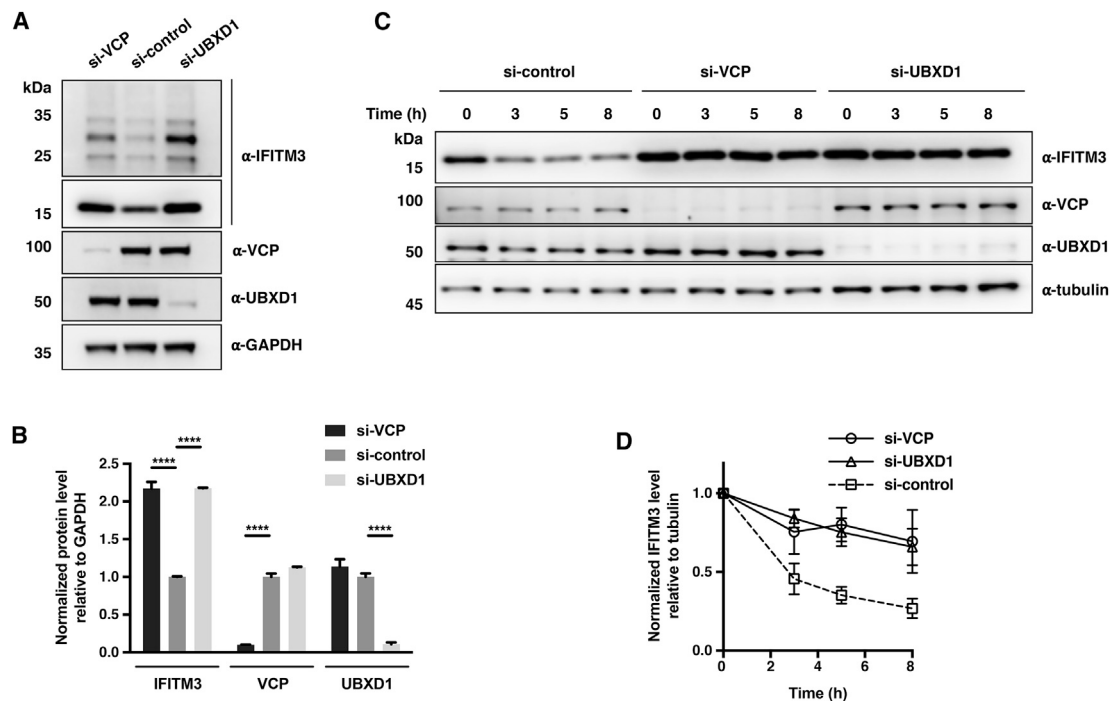 A
si-VCP
si-control
si-UBXD1
kDa
35
25
15
100
50
35
α-IFITM3
α-VCP
α-UBXD1
α-GAPDH
C
si-control si-VCP si-UBXD1
Time (h) 0 3 5 8 0 3 5 8 0 3 5 8
kDa
15
100
50
45
α-IFITM3
α-VCP
α-UBXD1
α-tubulin
B
si-VCP
si-control
si-UBXD1
**** **** **** ****
Normalized protein level
relative to GAPDH
2.5
2.0
1.5
1.0
0.5
0.0
IFITM3 VCP UBXD1
D
si-VCP
si-UBXD1
si-control
Normalized IFITM3 level
relative to tubulin
1.0
0.5
0.0
0 2 4 6 8
Time (h)